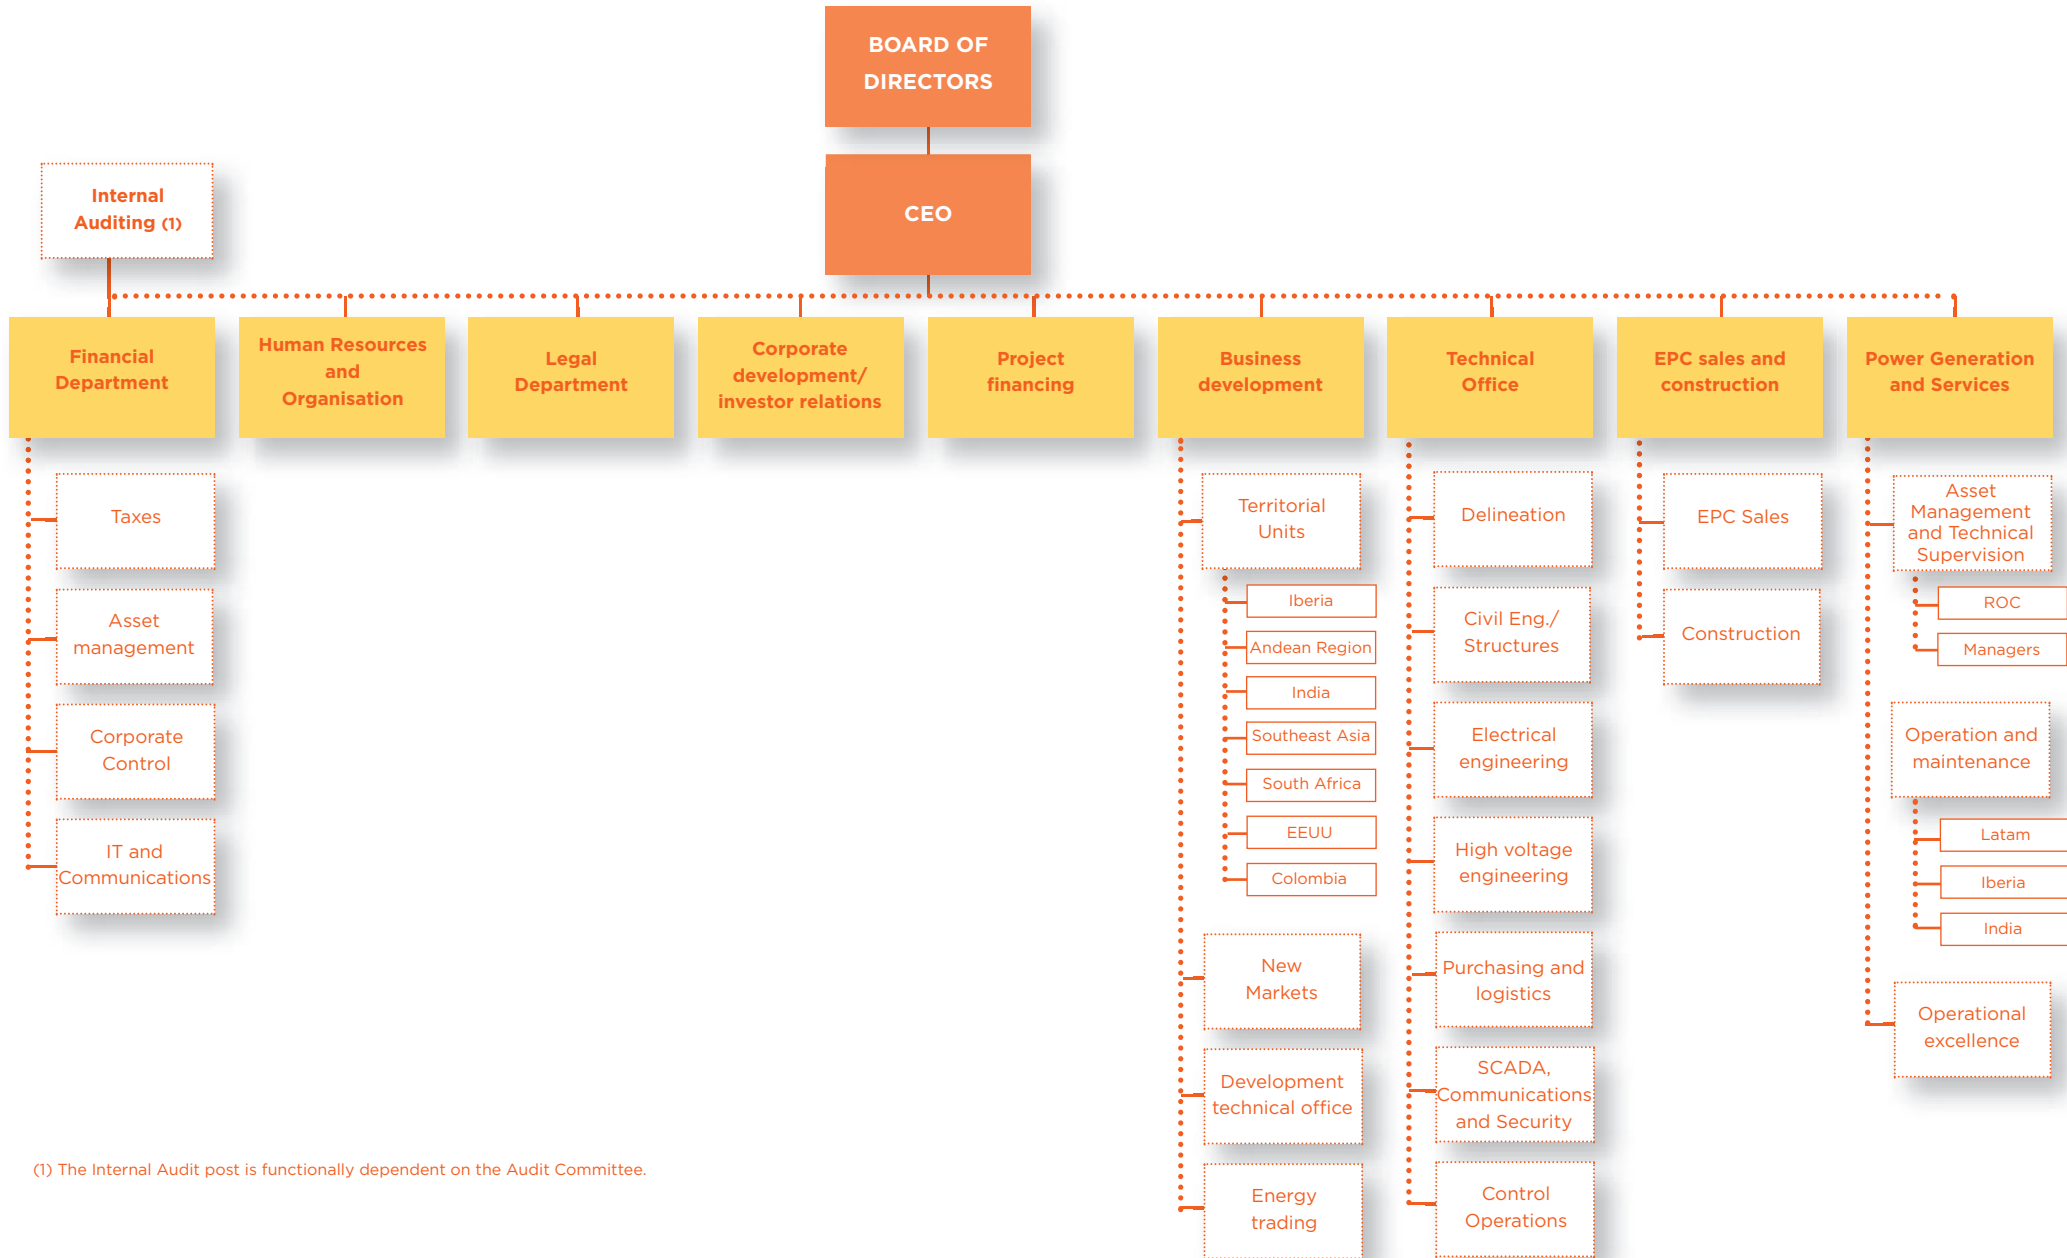 BOARD OF
DIRECTORS
CEO
Internal
Auditing (1)
Financial
Department
Human Resources
and
Organisation
Legal
Department
Corporate
development/
investor relations
Project
financing
Business
development
Technical
Office
EPC sales and
construction
Power Generation
and Services
Taxes
Asset
management
Corporate
Control
IT and
Communications
Territorial
Units
Iberia
Andean Region
India
Southeast Asia
South Africa
EEUU
Colombia
New
Markets
Development
technical office
Energy
trading
Delineation
Civil Eng./
Structures
Electrical
engineering
High voltage
engineering
Purchasing and
logistics
SCADA,
Communications
and Security
Control
Operations
EPC Sales
Construction
Asset
Management
and Technical
Supervision
ROC
Managers
Operation and
maintenance
Latam
Iberia
India
Operational
excellence
(1) The Internal Audit post is functionally dependent on the Audit Committee.